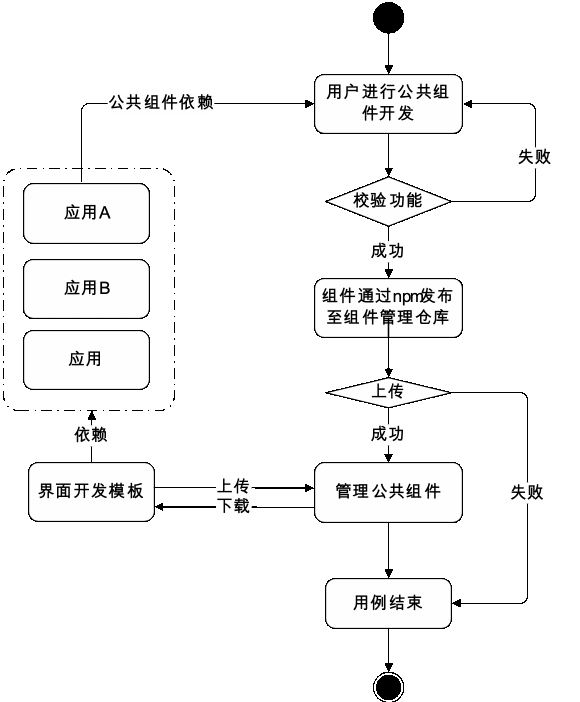 公共组件依赖
用户进行公共组
件开发
失败
校验功能
应用A
成功
应用B
组件通过npm发布
至组件管理仓库
应用
上传
依赖
成功
界面开发模板
上传
下载
管理公共组件
失败
用例结束